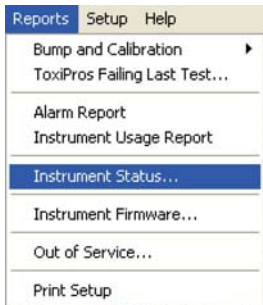 Reports Setup Help
Bump and Calibration
ToxiPros Failing Last Test...
Alarm Report
Instrument Usage Report
Instrument Status...
Instrument Firmware...
Out of Service...
Print Setup